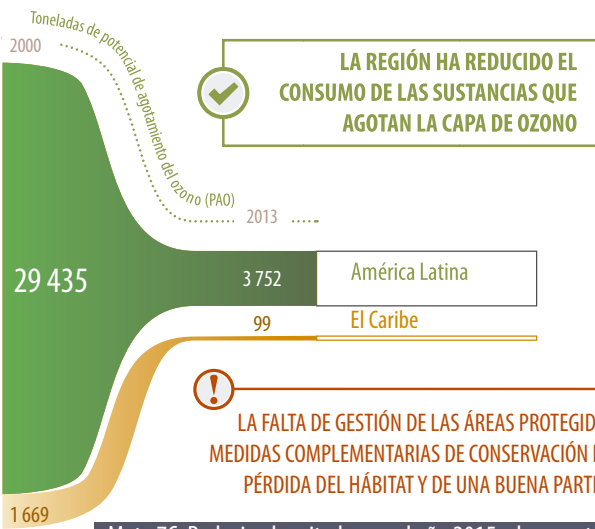 Toneladas de potencial de agotamiento del ozono (PAO)
2000
LA REGIÓN HA REDUCIDO EL
CONSUMO DE LAS SUSTANCIAS QUE
AGOTAN LA CAPA DE OZONO
2013
29 435
3 752
América Latina
99
El Caribe
LA FALTA DE GESTIÓN DE LAS ÁREAS PROTEGID
MEDIDAS COMPLEMENTARIAS DE CONSERVACIÓN
PÉRDIDA DEL HÁBITAT Y DE UNA BUENA PARTE
1 669